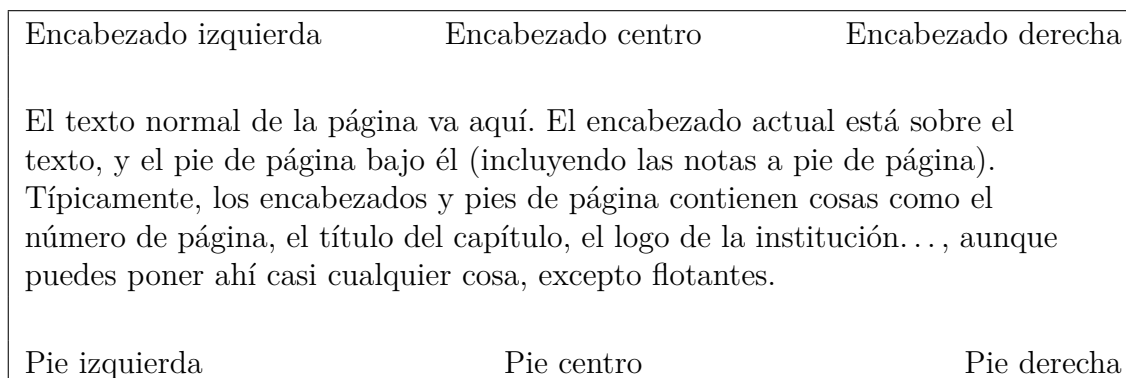 Encabezado izquierda Encabezado centro Encabezado derecha
El texto normal de la página va aquí. El encabezado actual está sobre el
texto, y el pie de página bajo él (incluyendo las notas a pie de página).
Típicamente, los encabezados y pies de página contienen cosas como el
número de página, el título del capítulo, el logo de la institución..., aunque
puedes poner ahí casi cualquier cosa, excepto flotantes.
Pie izquierda Pie centro Pie derecha